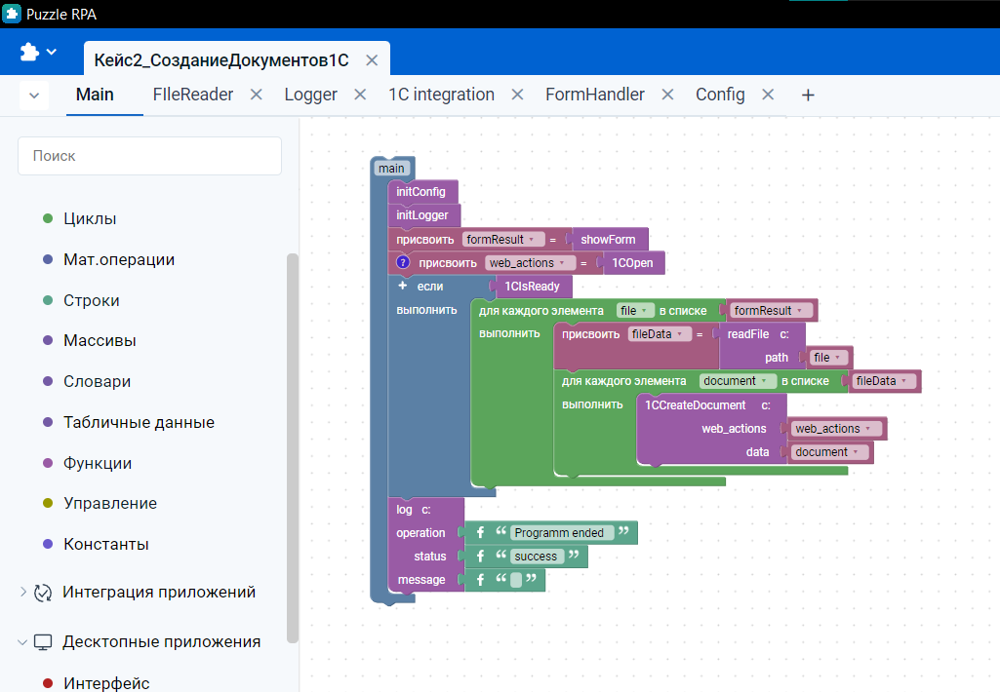 Puzzle RPA
Кейс2_СозданиеДокументов1С
Main FIleReader Logger 1C integration FormHandler Config
Поиск
Циклы
Мат.операции
Строки
Массивы
Словари
Табличные данные
Функции
Управление
Константы
Интеграция приложений
Десктопные приложения
Интерфейс
main
initConfig
initLogger
присвоить formResult = showForm
? присвоить web_actions = 1COpen
+ если 1CIsReady
выполнить для каждого элемента file в списке formResult
выполнить присвоить fileData = readFile с:
path file
для каждого элемента document в списке fileData
выполнить 1CCreateDocument с:
web_actions web_actions
data document
log с:
operation “ Programm ended ”
status “ success ”
message “ ”